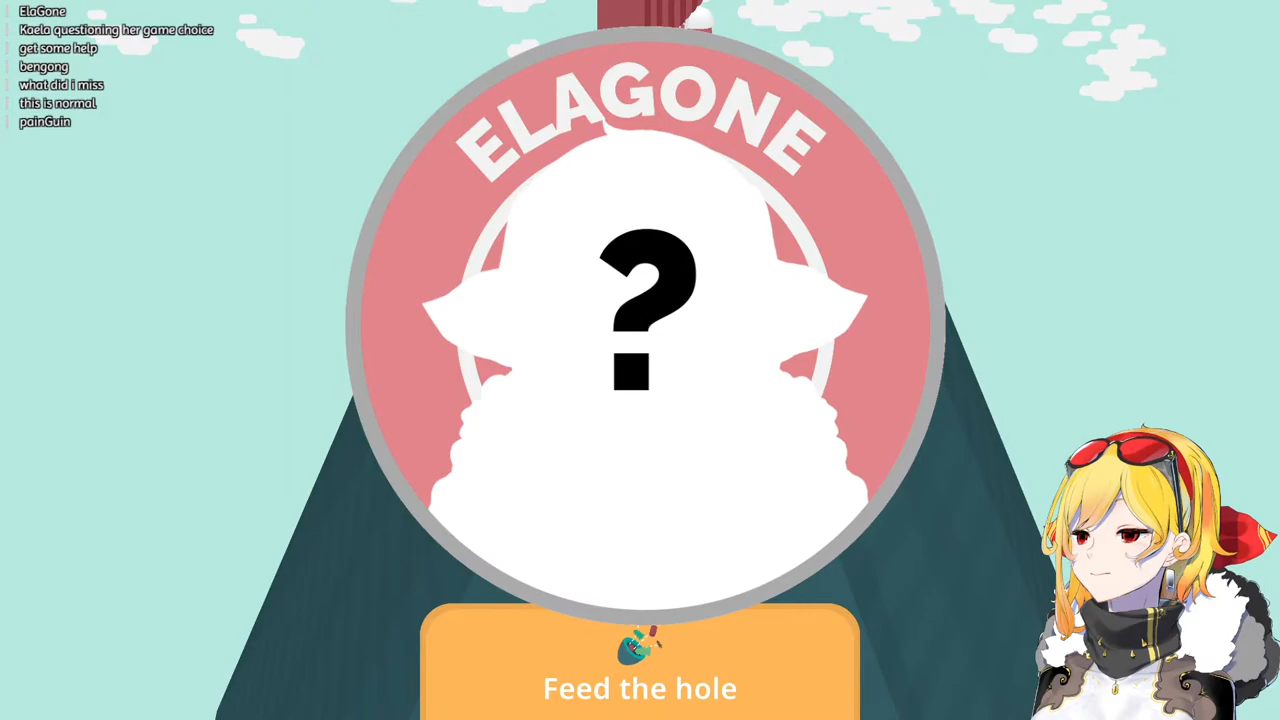 ElaGone
Kaela questioning her game choice
get some help
bengong
what did i miss
this is normal
painGuin
ELAGONE
?
Feed the hole